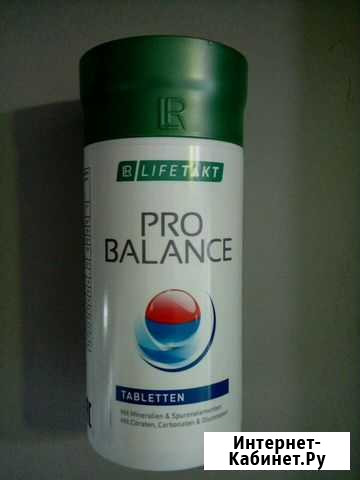 LR
LR LIFETAKT
PRO
BALANCE
TABLETTEN
Mit Mineralien & Spurenelementen
Mit Citraten, Carbonaten & Gluconaten
Интернет-
Кабинет.Ру